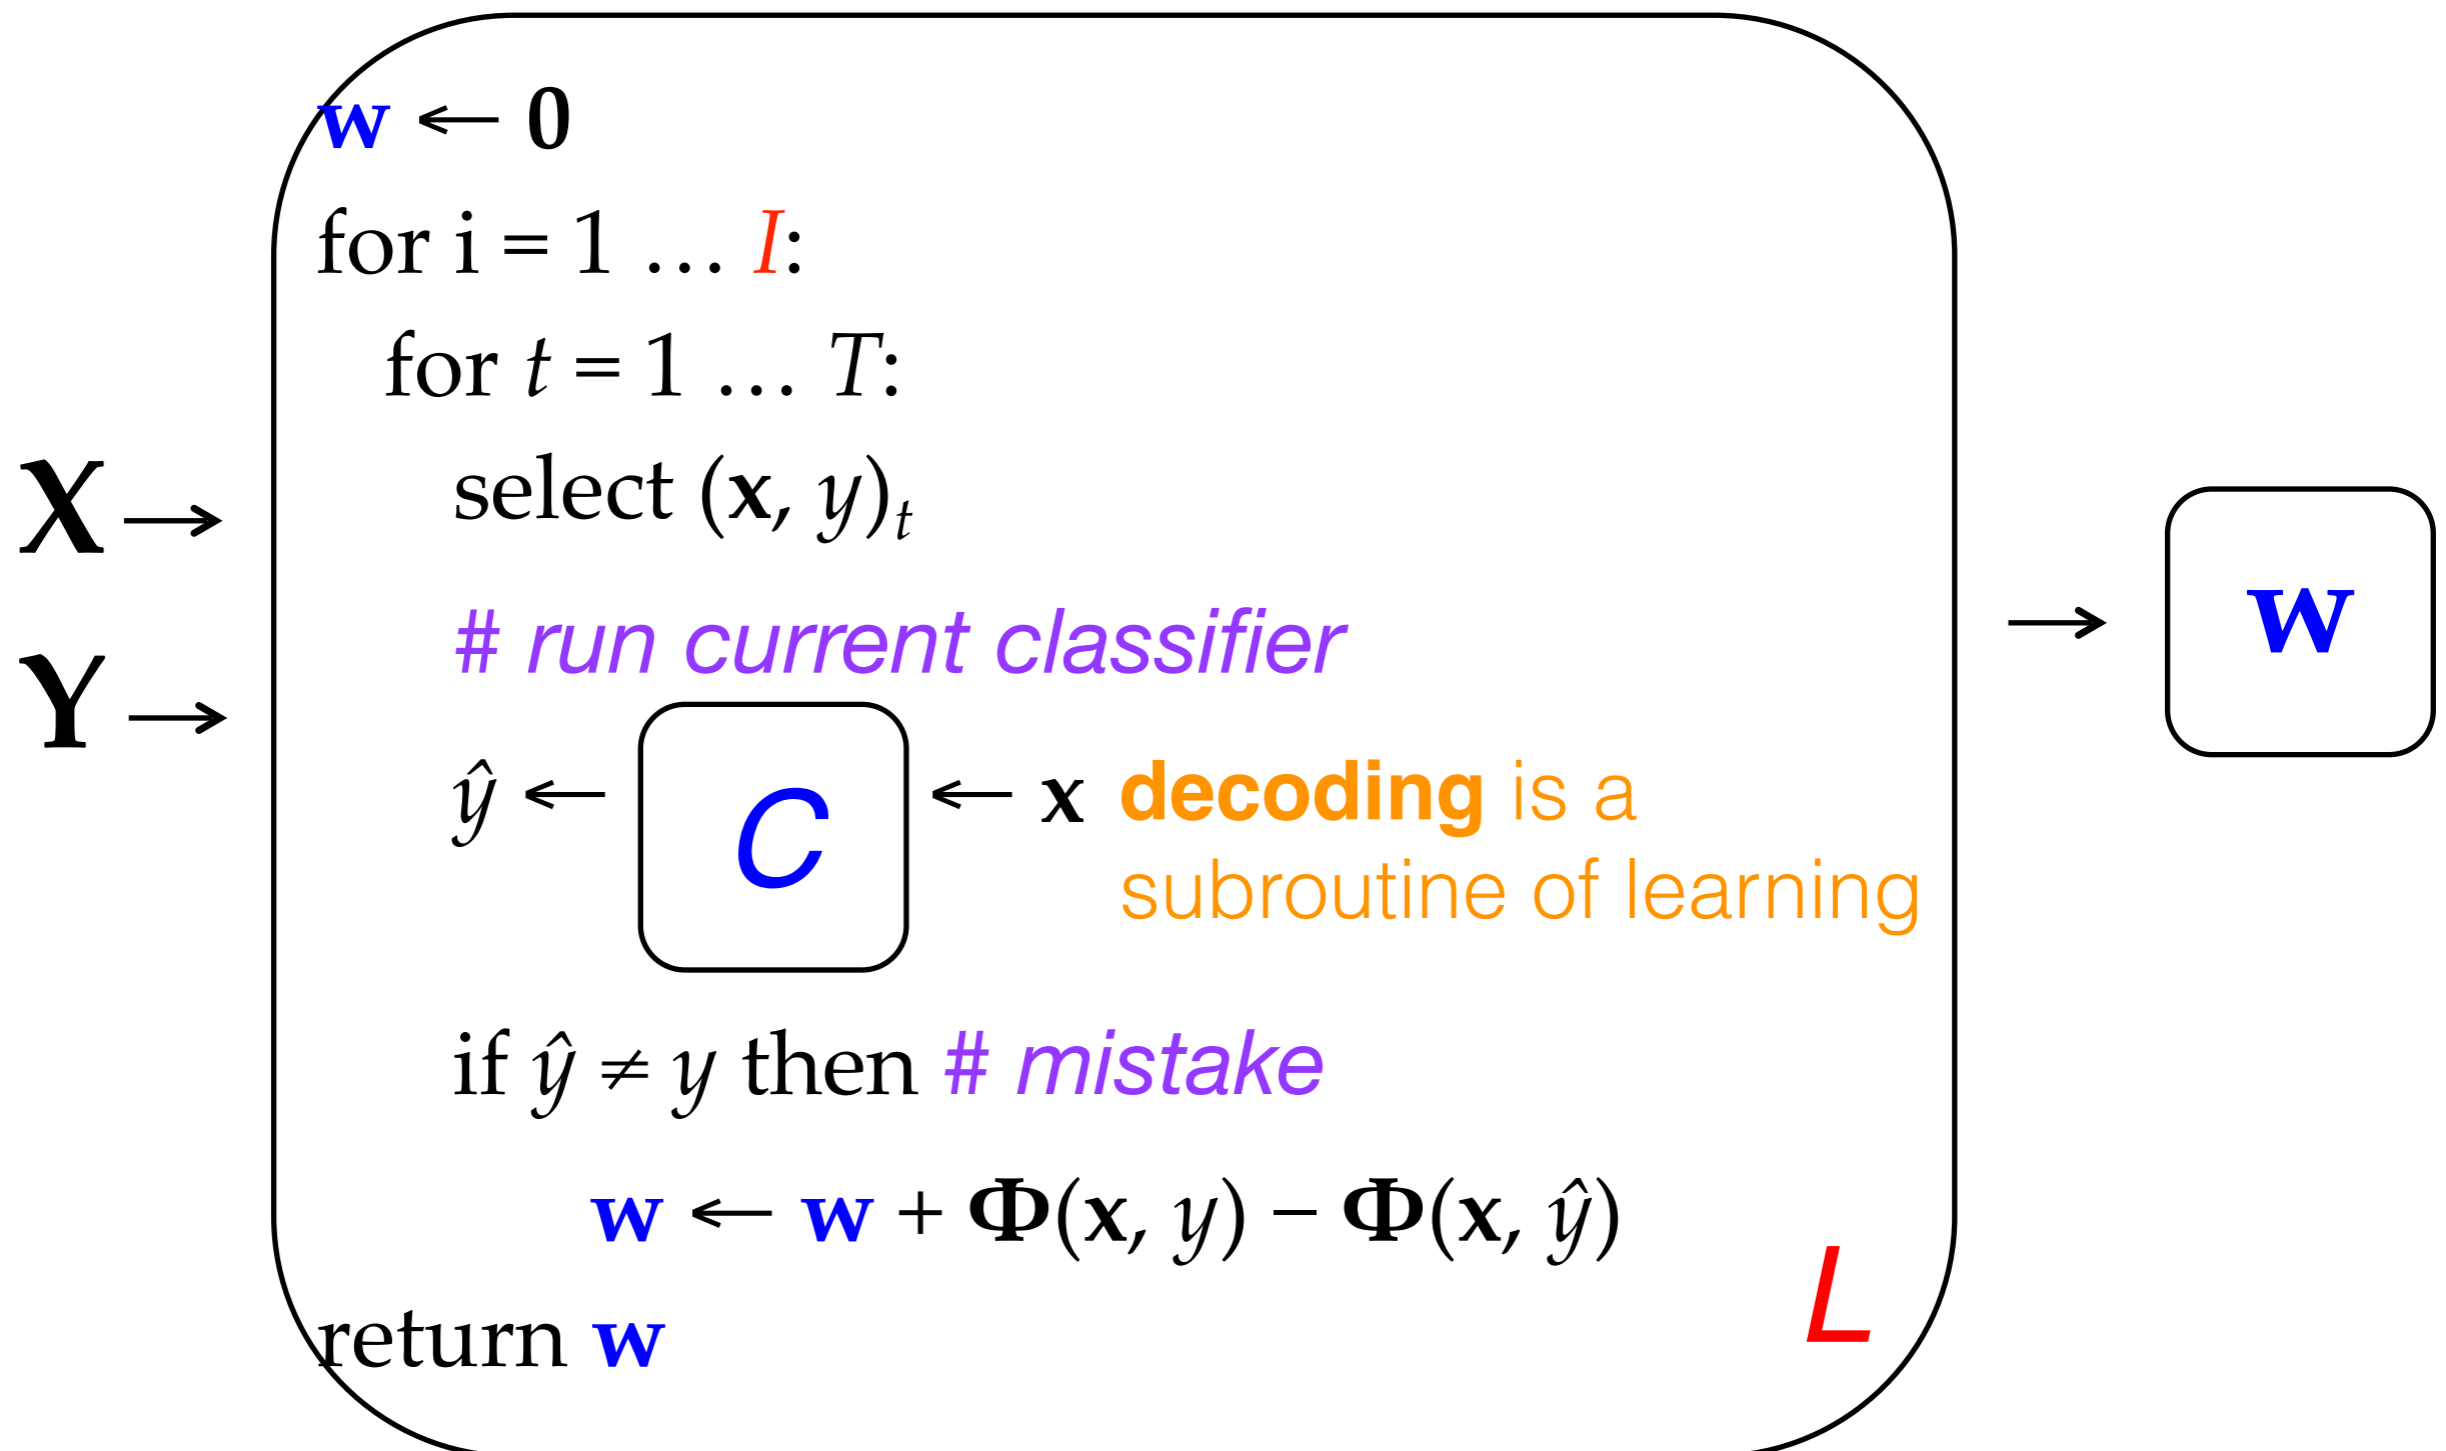 w ← 0
for i = 1 … I:
for t = 1 … T:
select (x, y)ₜ
X →
# run current classifier
→ w
Y →
ŷ ← C ← x decoding is a
subroutine of learning
if ŷ ≠ y then # mistake
w ← w + Φ(x, y) − Φ(x, ŷ)
L
return w